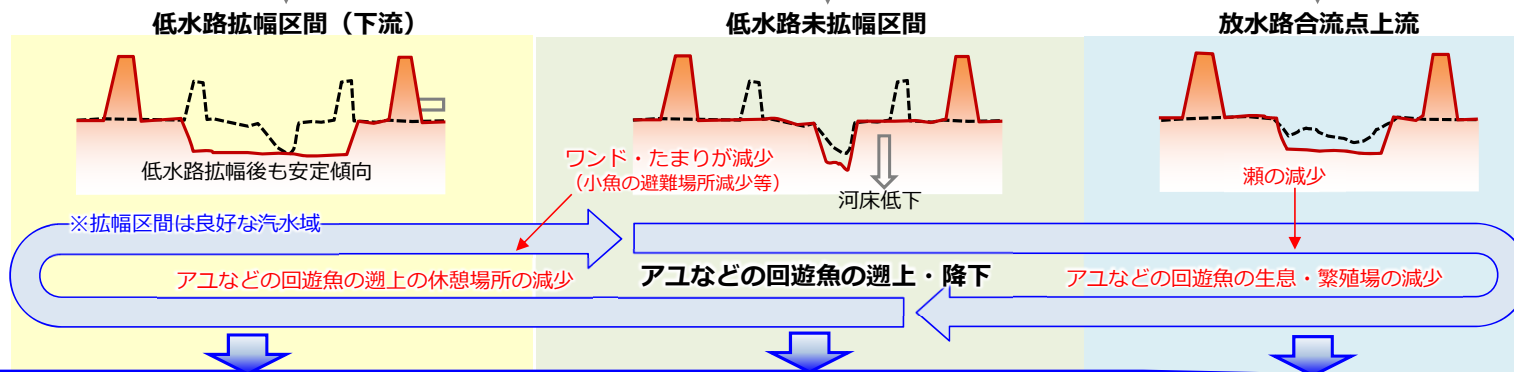 低水路拡幅区間（下流）
低水路未拡幅区間
放水路合流点上流
低水路拡幅後も安定傾向
ワンド・たまりが減少
（小魚の避難場所減少等）
河床低下
瀬の減少
※拡幅区間は良好な汽水域
アユなどの回遊魚の遡上の休憩場所の減少
アユなどの回遊魚の遡上・降下
アユなどの回遊魚の生息・繁殖場の減少